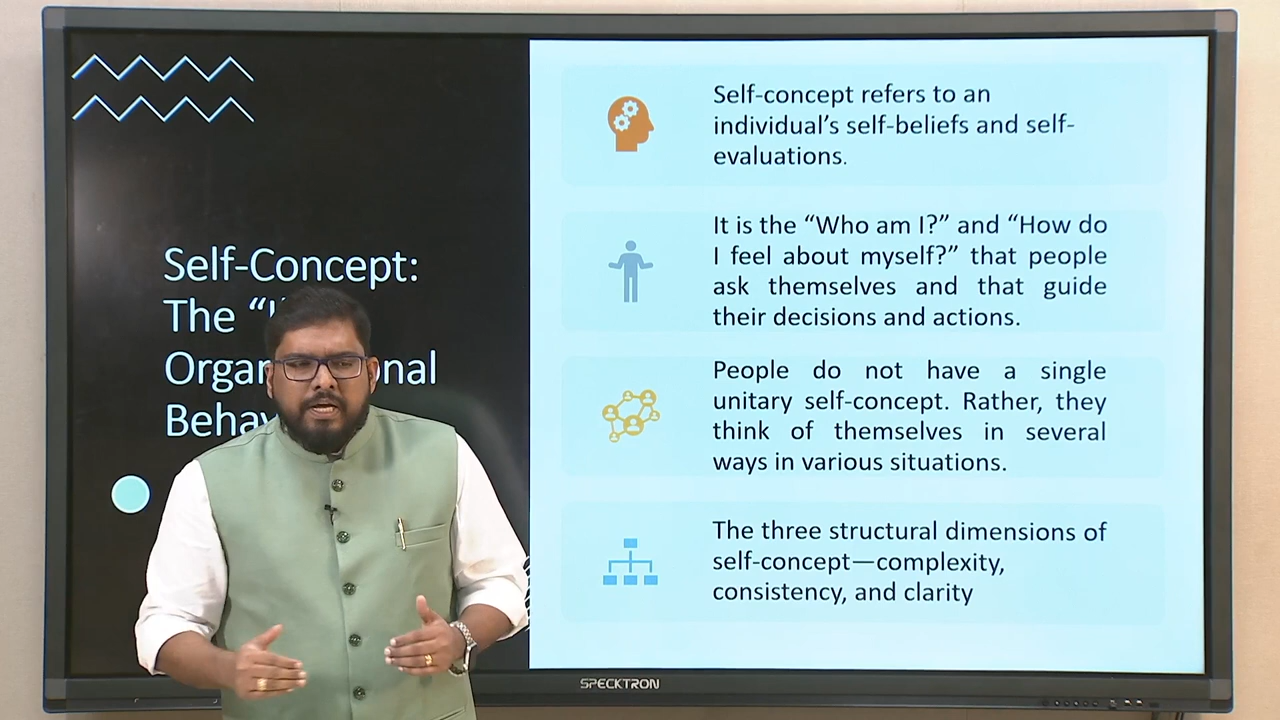 Self-Concept:
The
Behav
Self-concept refers to an
individual's self-beliefs and self-
evaluations.
It is the “Who am I?” and “How do
I feel about myself?” that people
ask themselves and that guide
their decisions and actions.
People do not have a single
unitary self-concept. Rather, they
think of themselves in several
ways in various situations.
The three structural dimensions of
self-concept—complexity,
consistency, and clarity
SPECKTRON